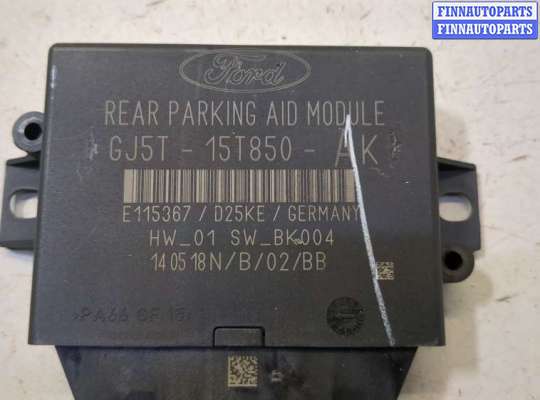 FINNAUTOPARTS
FINNAUTOPARTS
Ford
REAR PARKING AID MODULE
GJ5T - 15T850 - AK
E115367 / D25KE / GERMANY
HW_01 SW_BK004
140518N/B/02/BB